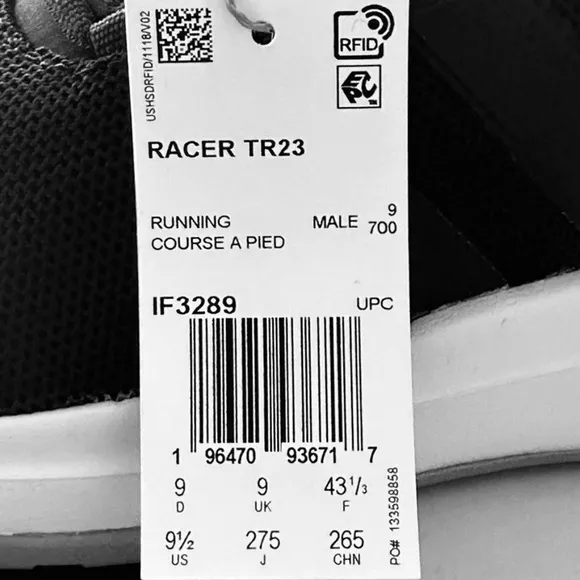 USHSDRFID/1118/V02
RFID
EPC™
RACER TR23
RUNNING MALE 9
COURSE A PIED 700
IF3289 UPC
1 96470 93671 7
9 9 43 1/3
D UK F
9½ 275 265
US J CHN
PO# 133598858